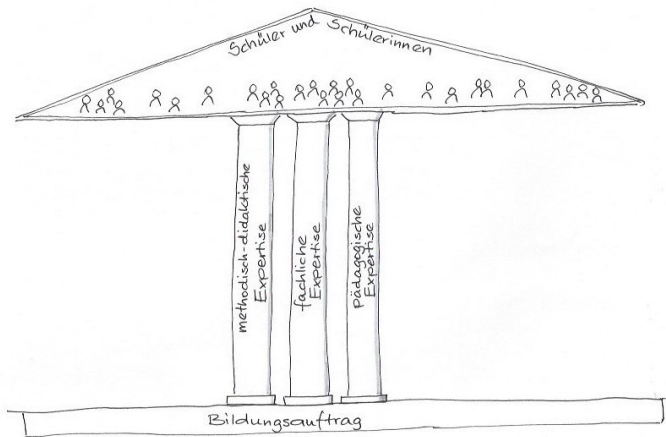 Schüler und Schülerinnen
methodisch-didaktische
Expertise
fachliche
Expertise
pädagogische
Expertise
Bildungsauftrag